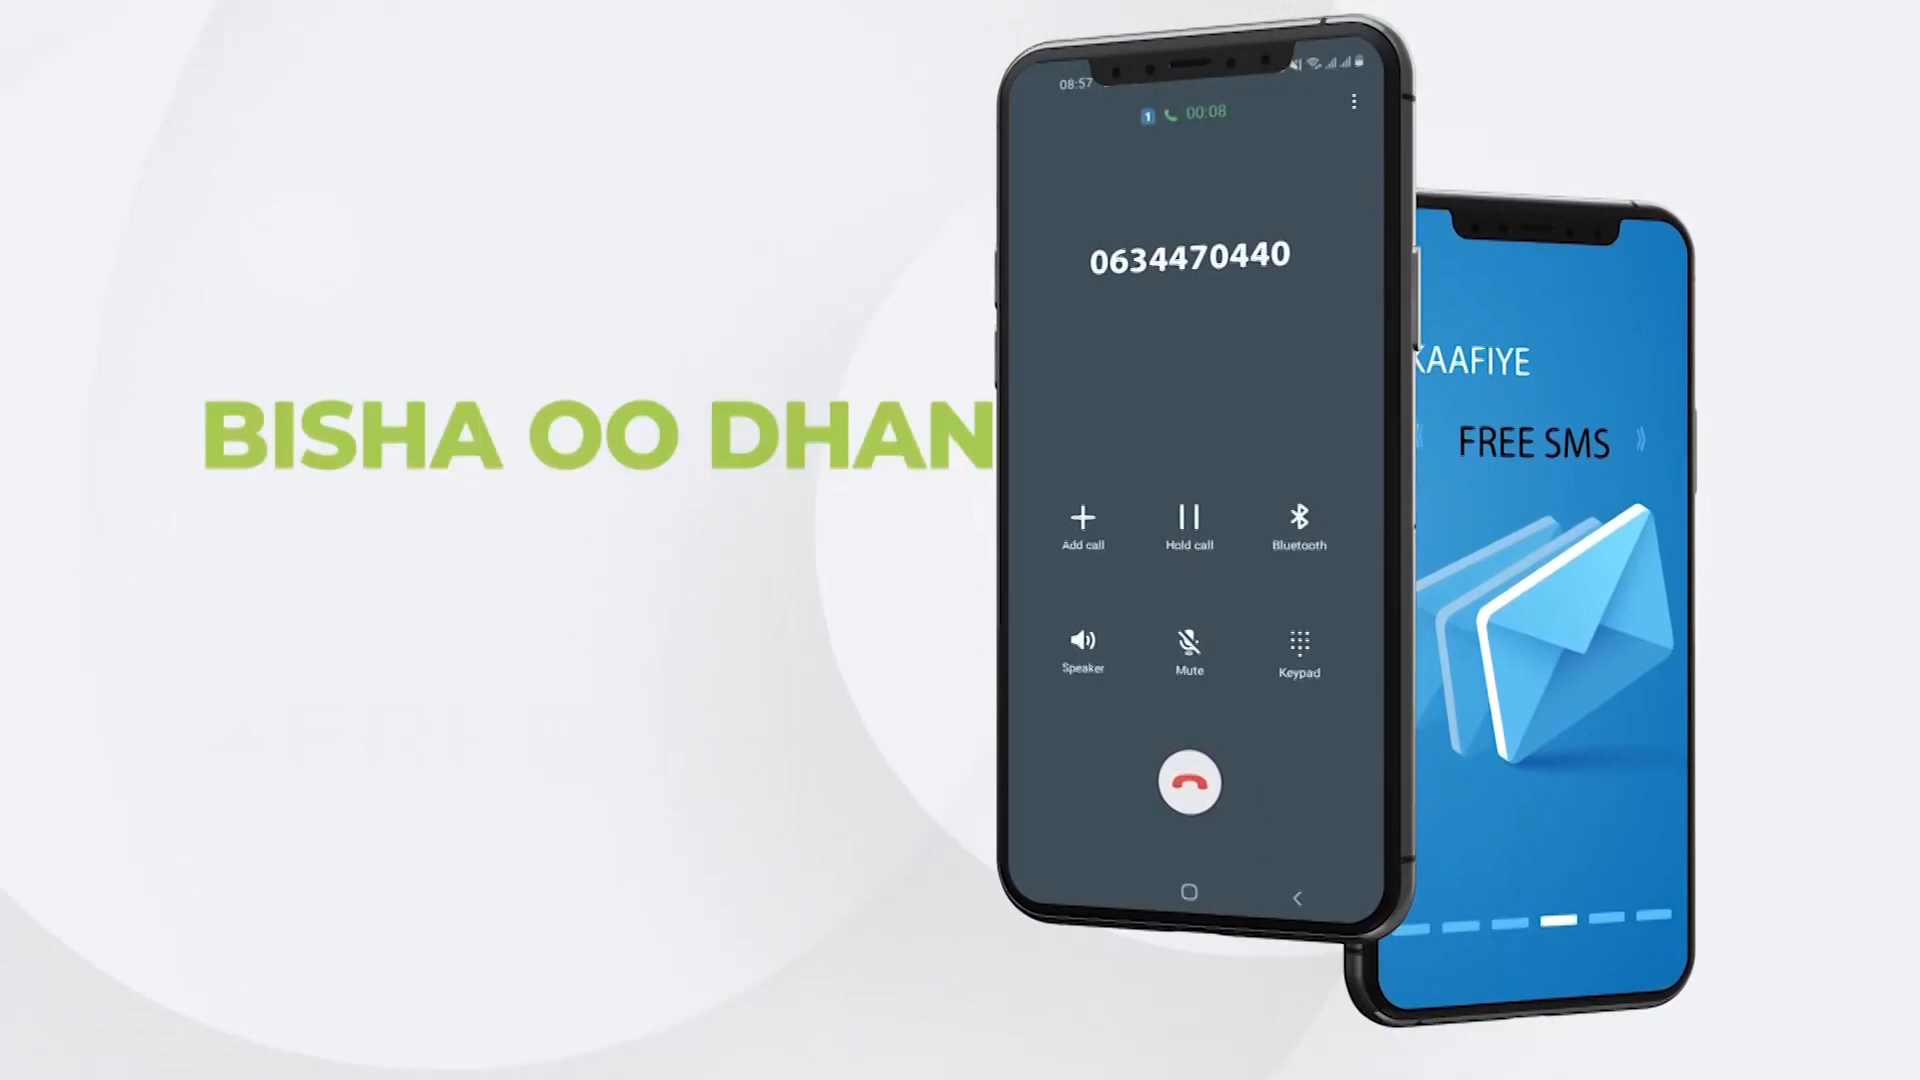 08:57
1 00:08
0634470440
BISHA OO DHAN
Add call Hold call Bluetooth
Speaker Mute Keypad
KAAFIYE
FREE SMS